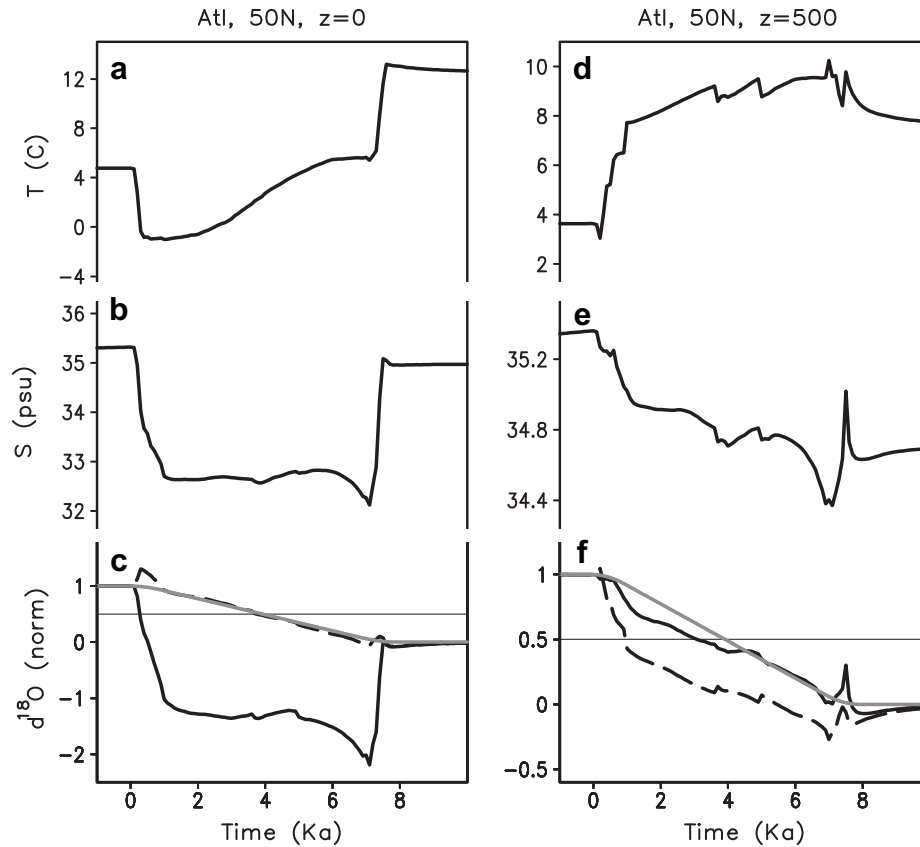 Atl, 50N, z=0
Atl, 50N, z=500
a
T (C)
12
8
4
0
−4
d
10
8
6
4
2
b
S (psu)
36
35
34
33
32
e
35.2
34.8
34.4
c
d¹⁸O (norm)
1
0
−1
−2
0 2 4 6 8
Time (Ka)
f
1
0.5
0
−0.5
0 2 4 6 8
Time (Ka)